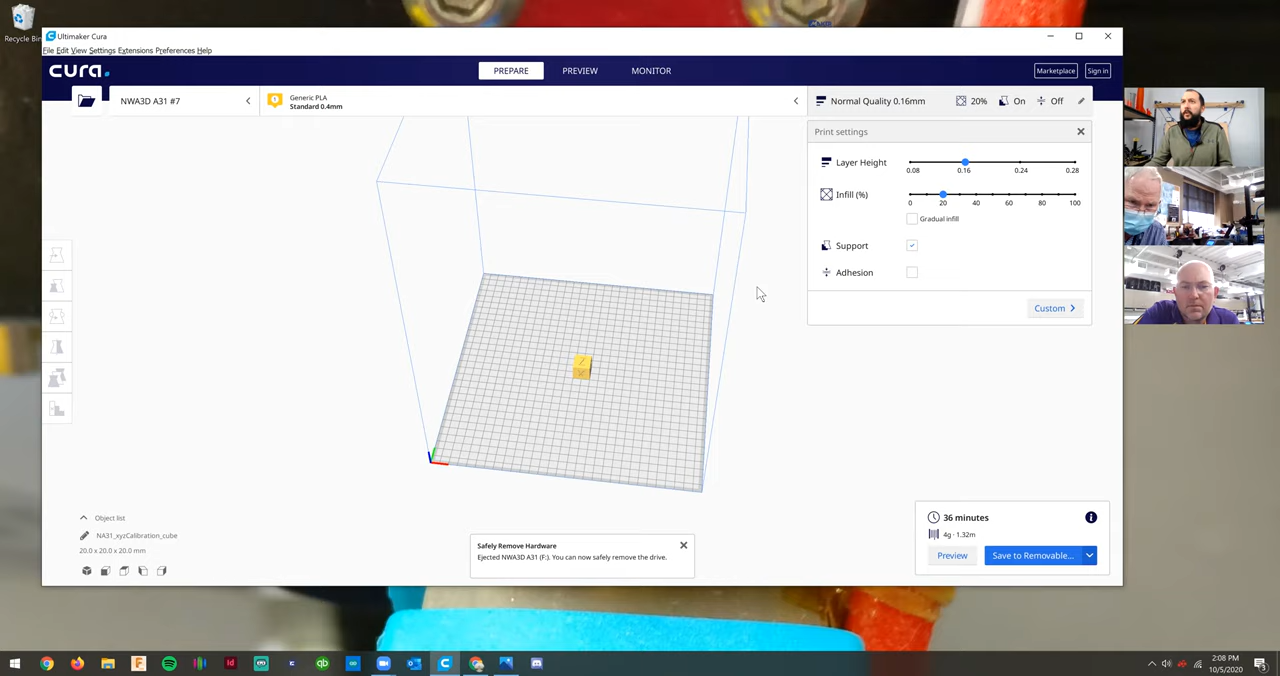 Recycle Bin
Ultimaker Cura
File Edit View Settings Extensions Preferences Help
cura.
PREPARE
PREVIEW
MONITOR
Marketplace
Sign in
NWA3D A31 #7
Generic PLA
Standard 0.4mm
Normal Quality 0.16mm
20%
On
Off
Print settings
Layer Height
0.08
0.16
0.24
0.28
Infill (%)
0
20
40
60
80
100
Gradual infill
Support
Adhesion
Custom
Object list
NA31_xyzCalibration_cube
20.0 x 20.0 x 20.0 mm
Safely Remove Hardware
Ejected NWA3D A31 (F:). You can now safely remove the drive.
36 minutes
4g · 1.32m
Preview
Save to Removable...
2:08 PM
10/5/2020